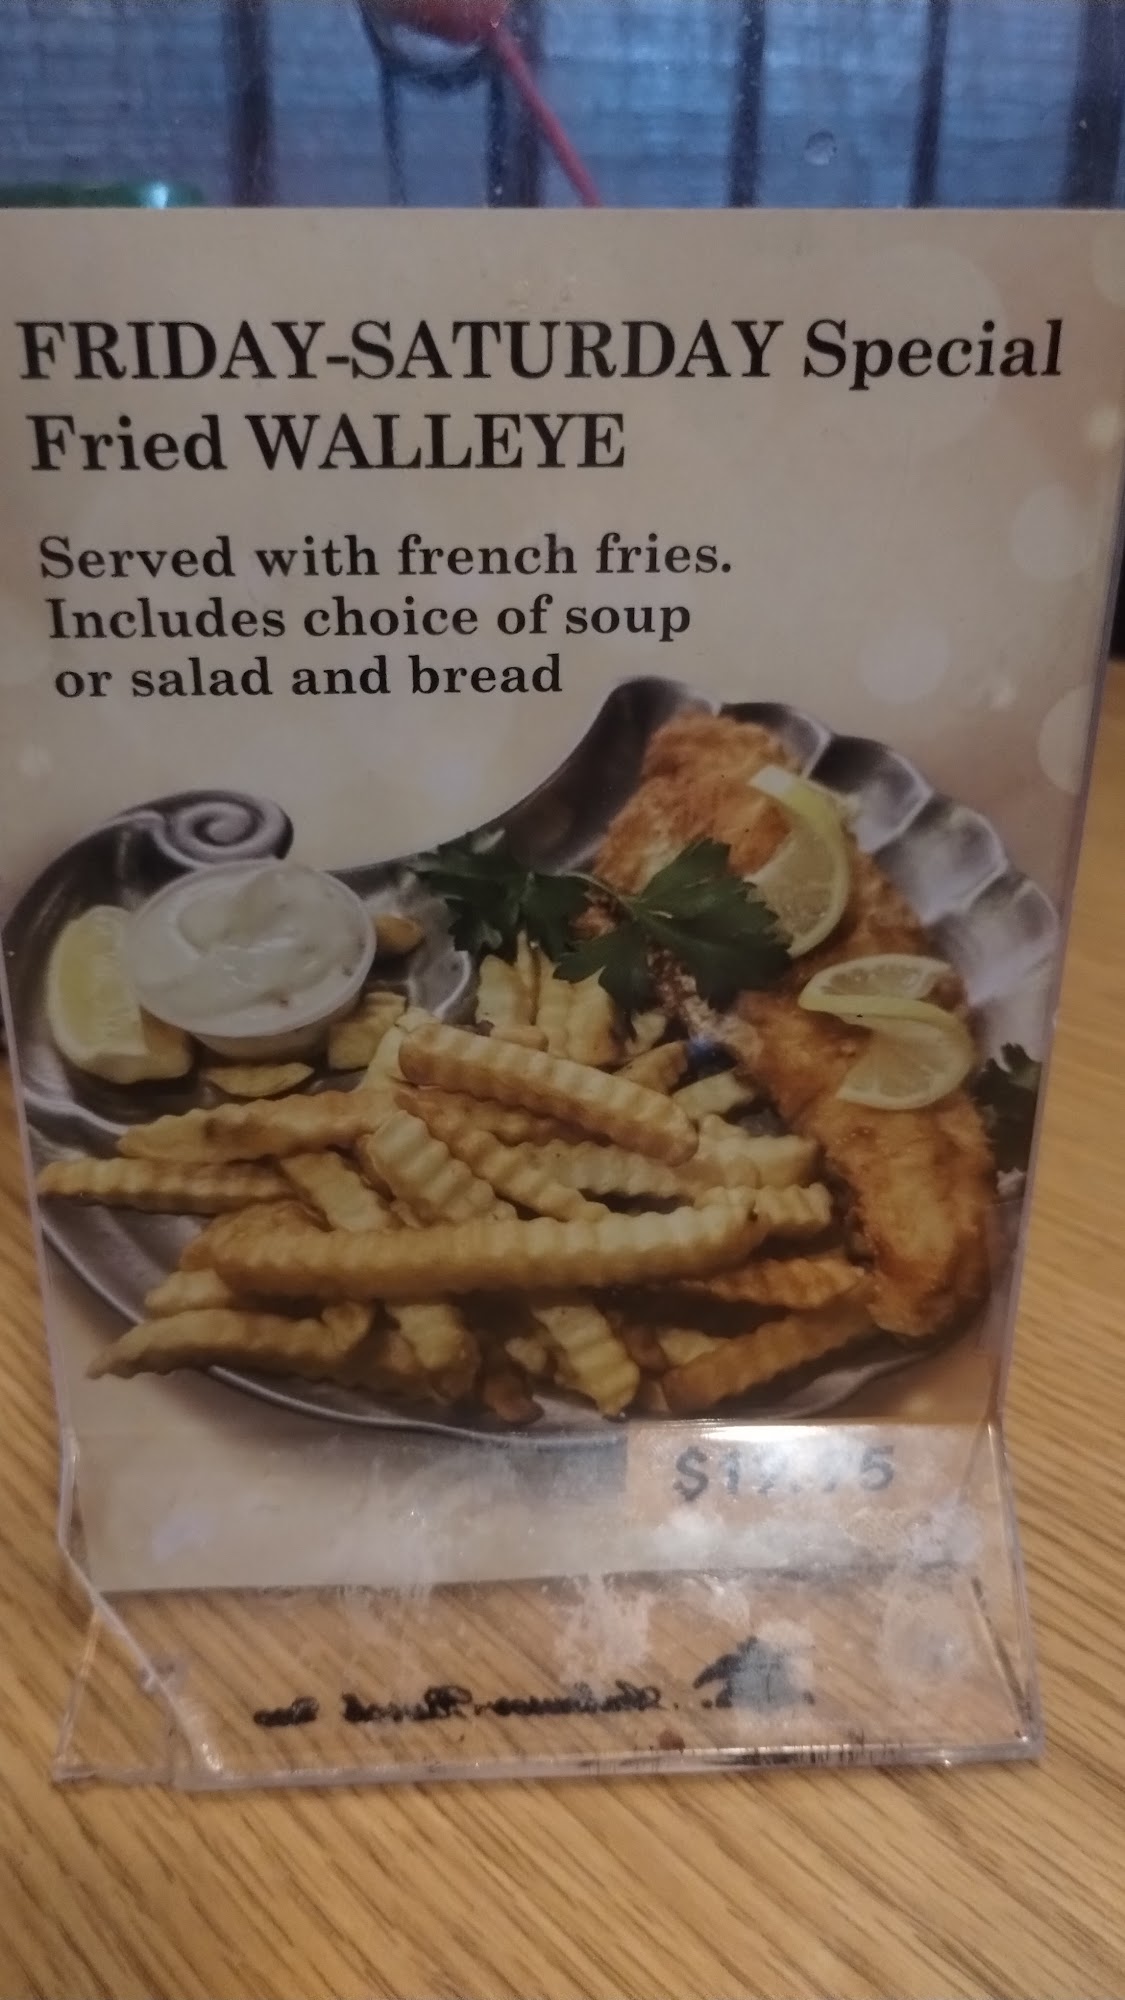 FRIDAY-SATURDAY Special
Fried WALLEYE
Served with french fries.
Includes choice of soup
or salad and bread